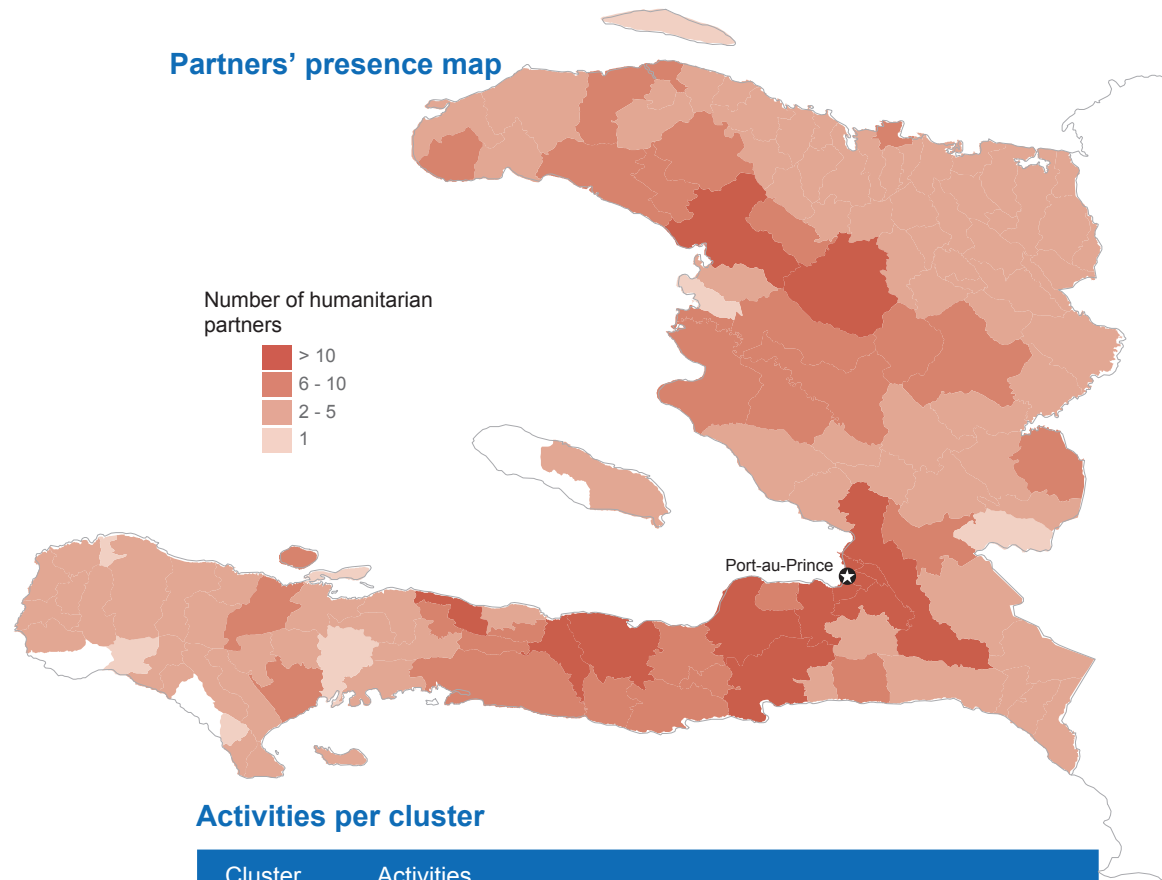 Partners’ presence map
Number of humanitarian
partners
> 10
6 - 10
2 - 5
1
Port-au-Prince
Activities per cluster
Cluster Activities